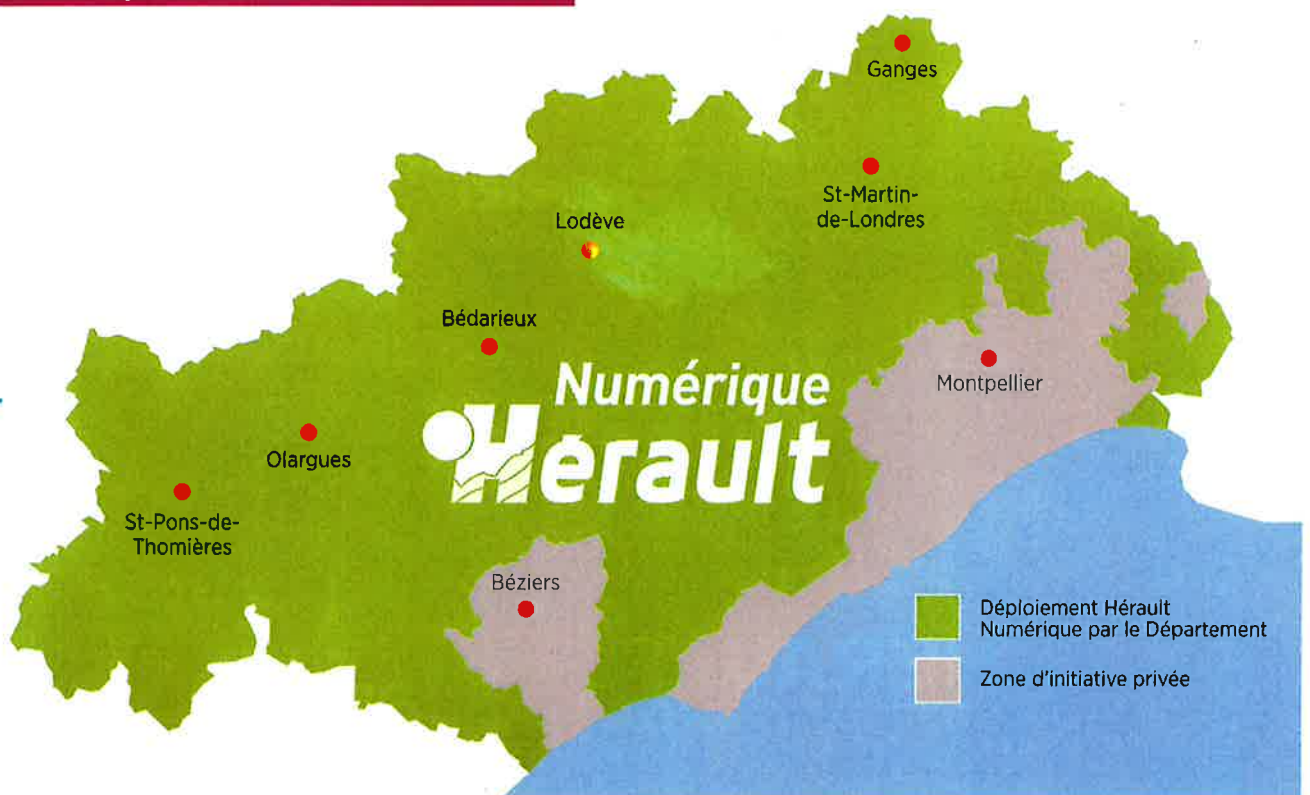 Ganges
St-Martin-
de-Londres
Lodève
Bédarieux
Numérique
Hérault
Montpellier
Olargues
St-Pons-de-
Thomières
Béziers
Déploiement Hérault
Numérique par le Département
Zone d'initiative privée